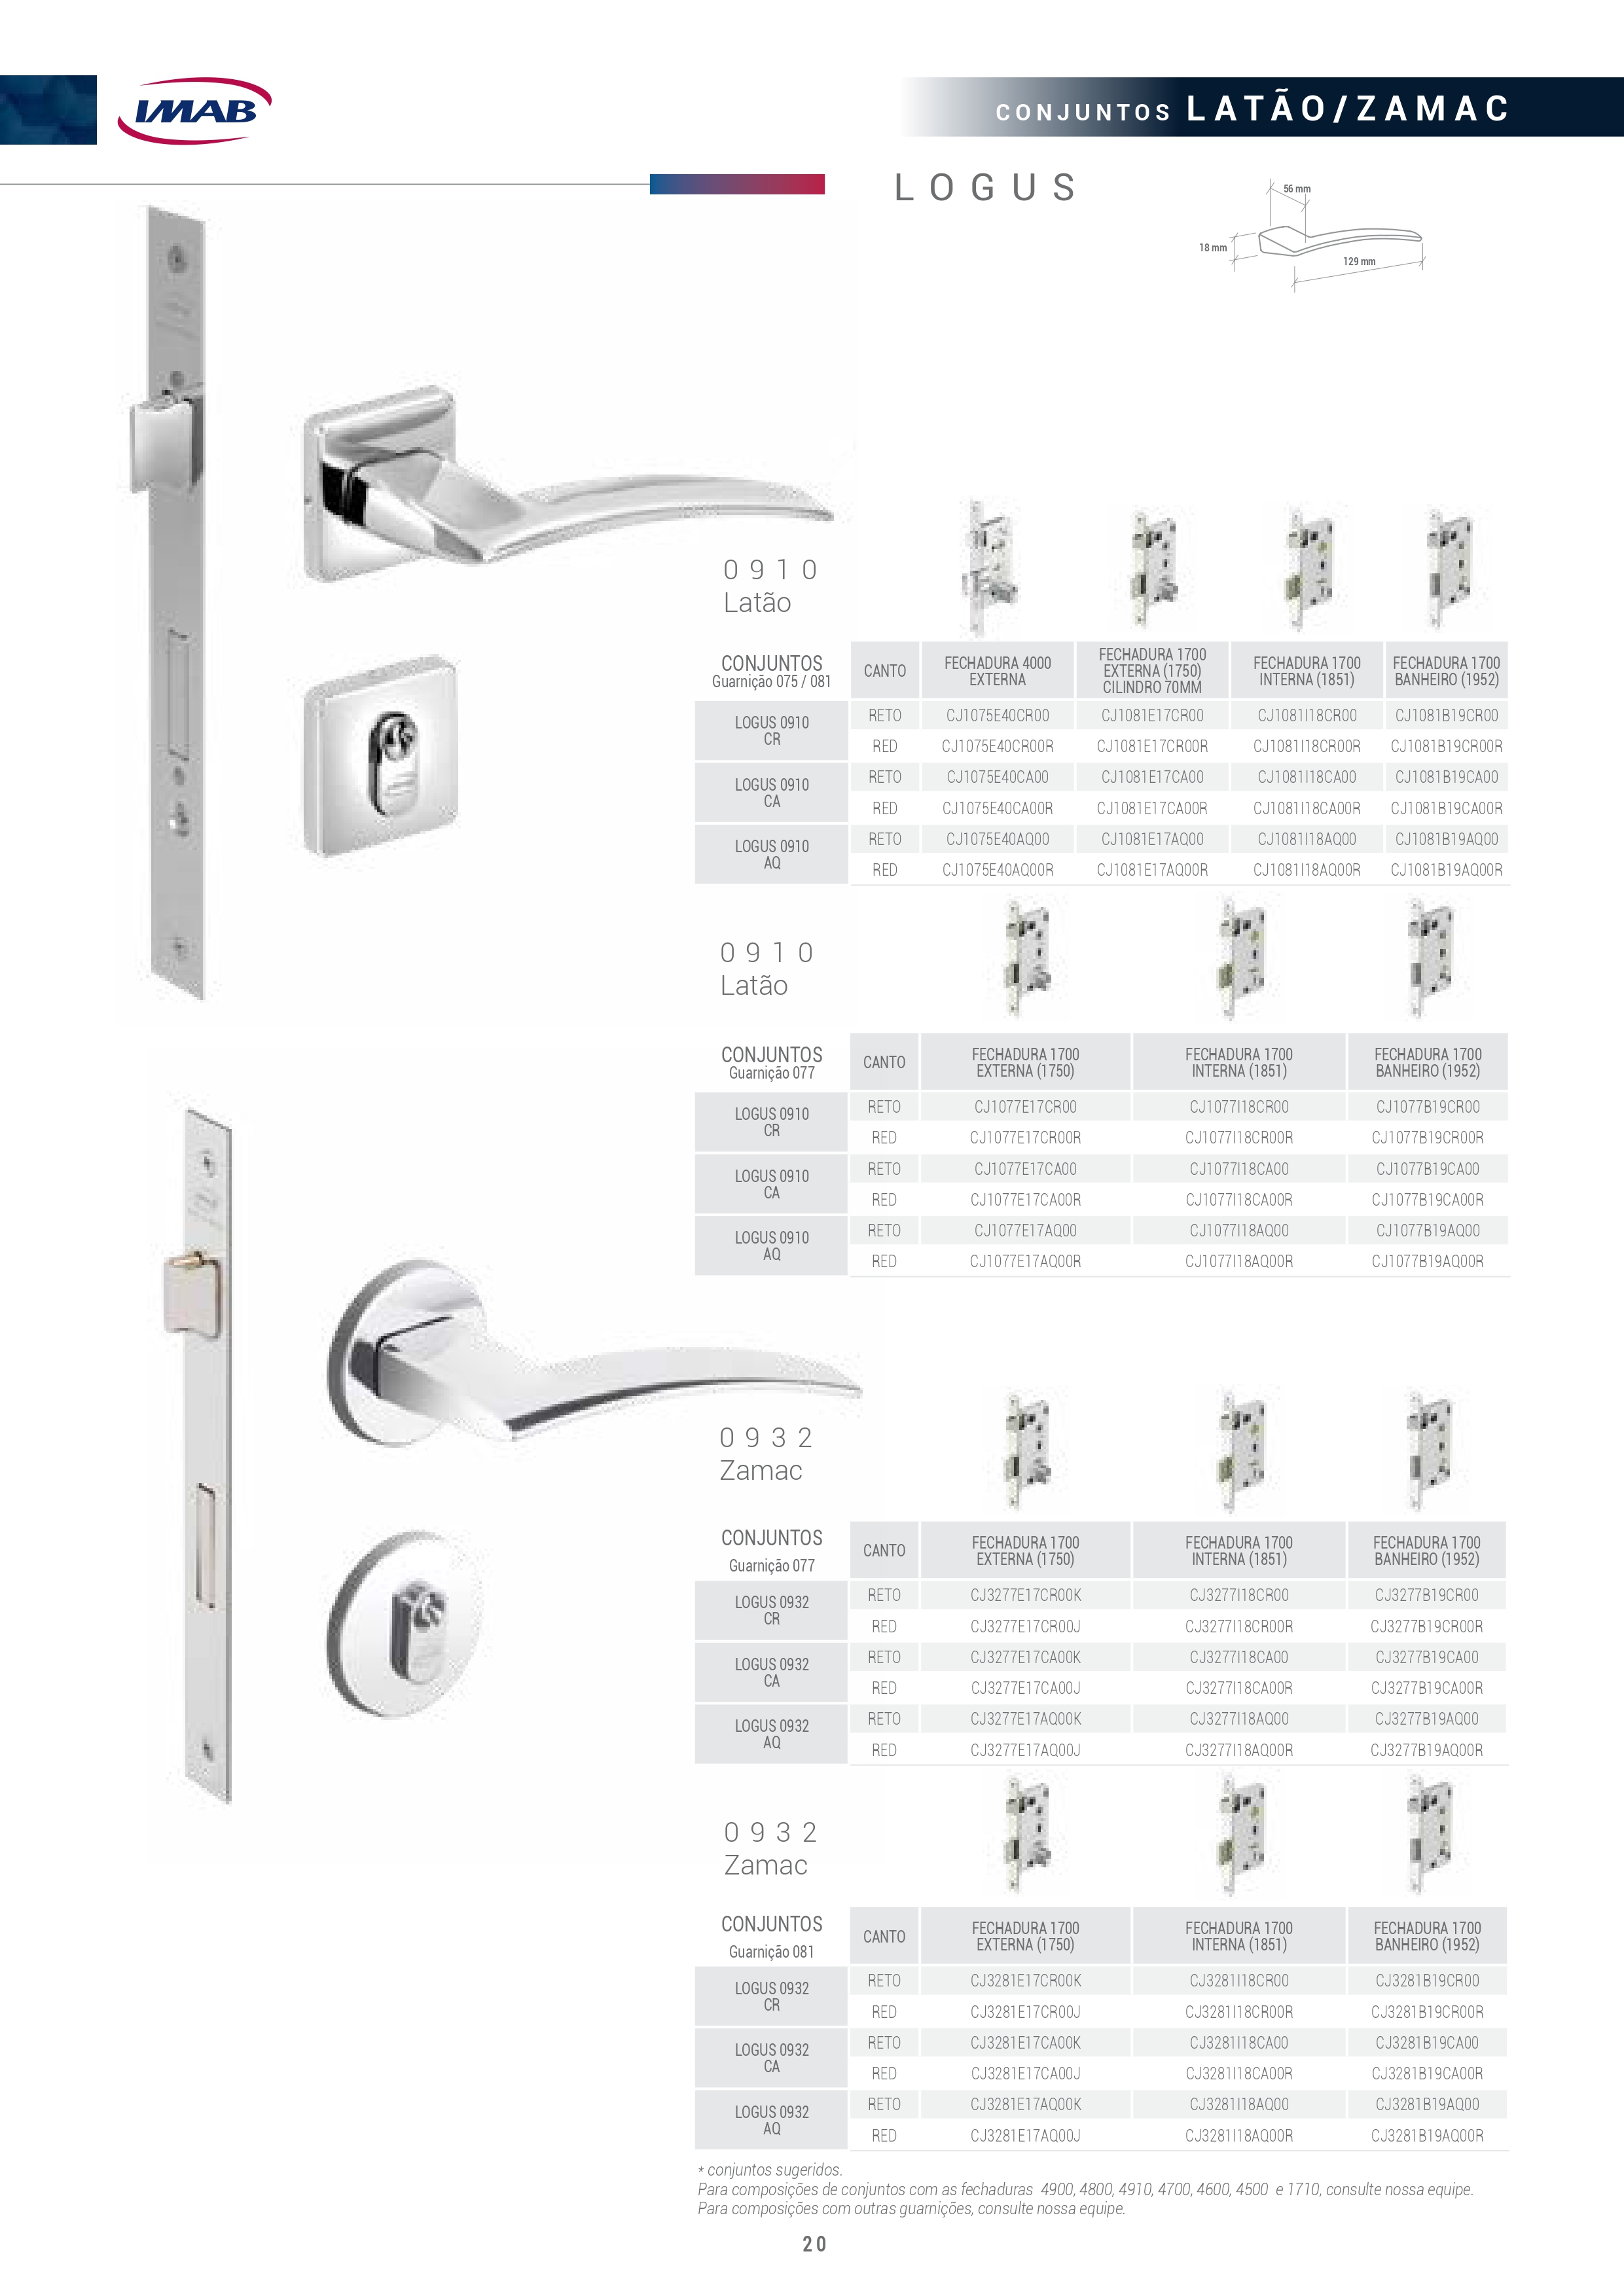 IMAB
CONJUNTOS LATÃO/ZAMAC
LOGUS
56 mm
18 mm
129 mm
0910
Latão
CONJUNTOS
Guarnição 075 / 081
CANTO
FECHADURA 4000
EXTERNA
FECHADURA 1700
EXTERNA (1750)
CILINDRO 70MM
FECHADURA 1700
INTERNA (1851)
FECHADURA 1700
BANHEIRO (1952)
LOGUS 0910
CR
RETO CJ1075E40CR00 CJ1081E17CR00 CJ1081I18CR00 CJ1081B19CR00
RED CJ1075E40CR00R CJ1081E17CR00R CJ1081I18CR00R CJ1081B19CR00R
LOGUS 0910
CA
RETO CJ1075E40CA00 CJ1081E17CA00 CJ1081I18CA00 CJ1081B19CA00
RED CJ1075E40CA00R CJ1081E17CA00R CJ1081I18CA00R CJ1081B19CA00R
LOGUS 0910
AQ
RETO CJ1075E40AQ00 CJ1081E17AQ00 CJ1081I18AQ00 CJ1081B19AQ00
RED CJ1075E40AQ00R CJ1081E17AQ00R CJ1081I18AQ00R CJ1081B19AQ00R
0910
Latão
CONJUNTOS
Guarnição 077
CANTO
FECHADURA 1700
EXTERNA (1750)
FECHADURA 1700
INTERNA (1851)
FECHADURA 1700
BANHEIRO (1952)
LOGUS 0910
CR
RETO CJ1077E17CR00 CJ1077I18CR00 CJ1077B19CR00
RED CJ1077E17CR00R CJ1077I18CR00R CJ1077B19CR00R
LOGUS 0910
CA
RETO CJ1077E17CA00 CJ1077I18CA00 CJ1077B19CA00
RED CJ1077E17CA00R CJ1077I18CA00R CJ1077B19CA00R
LOGUS 0910
AQ
RETO CJ1077E17AQ00 CJ1077I18AQ00 CJ1077B19AQ00
RED CJ1077E17AQ00R CJ1077I18AQ00R CJ1077B19AQ00R
0932
Zamac
CONJUNTOS
Guarnição 077
CANTO
FECHADURA 1700
EXTERNA (1750)
FECHADURA 1700
INTERNA (1851)
FECHADURA 1700
BANHEIRO (1952)
LOGUS 0932
CR
RETO CJ3277E17CR00K CJ3277I18CR00 CJ3277B19CR00
RED CJ3277E17CR00J CJ3277I18CR00R CJ3277B19CR00R
LOGUS 0932
CA
RETO CJ3277E17CA00K CJ3277I18CA00 CJ3277B19CA00
RED CJ3277E17CA00J CJ3277I18CA00R CJ3277B19CA00R
LOGUS 0932
AQ
RETO CJ3277E17AQ00K CJ3277I18AQ00 CJ3277B19AQ00
RED CJ3277E17AQ00J CJ3277I18AQ00R CJ3277B19AQ00R
0932
Zamac
CONJUNTOS
Guarnição 081
CANTO
FECHADURA 1700
EXTERNA (1750)
FECHADURA 1700
INTERNA (1851)
FECHADURA 1700
BANHEIRO (1952)
LOGUS 0932
CR
RETO CJ3281E17CR00K CJ3281I18CR00 CJ3281B19CR00
RED CJ3281E17CR00J CJ3281I18CR00R CJ3281B19CR00R
LOGUS 0932
CA
RETO CJ3281E17CA00K CJ3281I18CA00 CJ3281B19CA00
RED CJ3281E17CA00J CJ3281I18CA00R CJ3281B19CA00R
LOGUS 0932
AQ
RETO CJ3281E17AQ00K CJ3281I18AQ00 CJ3281B19AQ00
RED CJ3281E17AQ00J CJ3281I18AQ00R CJ3281B19AQ00R
* conjuntos sugeridos.
Para composições de conjuntos com as fechaduras 4900, 4800, 4910, 4700, 4600, 4500 e 1710, consulte nossa equipe.
Para composições com outras guarnições, consulte nossa equipe.
20